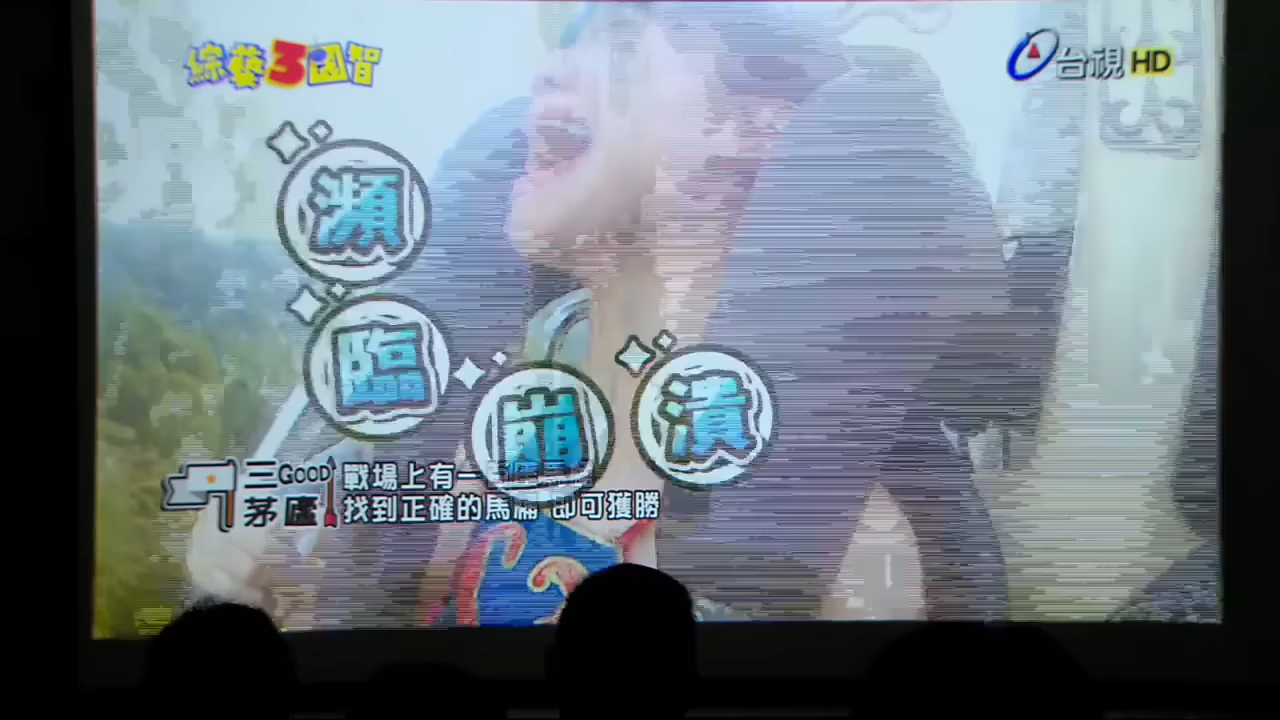 綜藝3國智
台視HD
瀕臨崩潰
三Good
茅廬
戰場上有一
找到正確的馬 即可獲勝